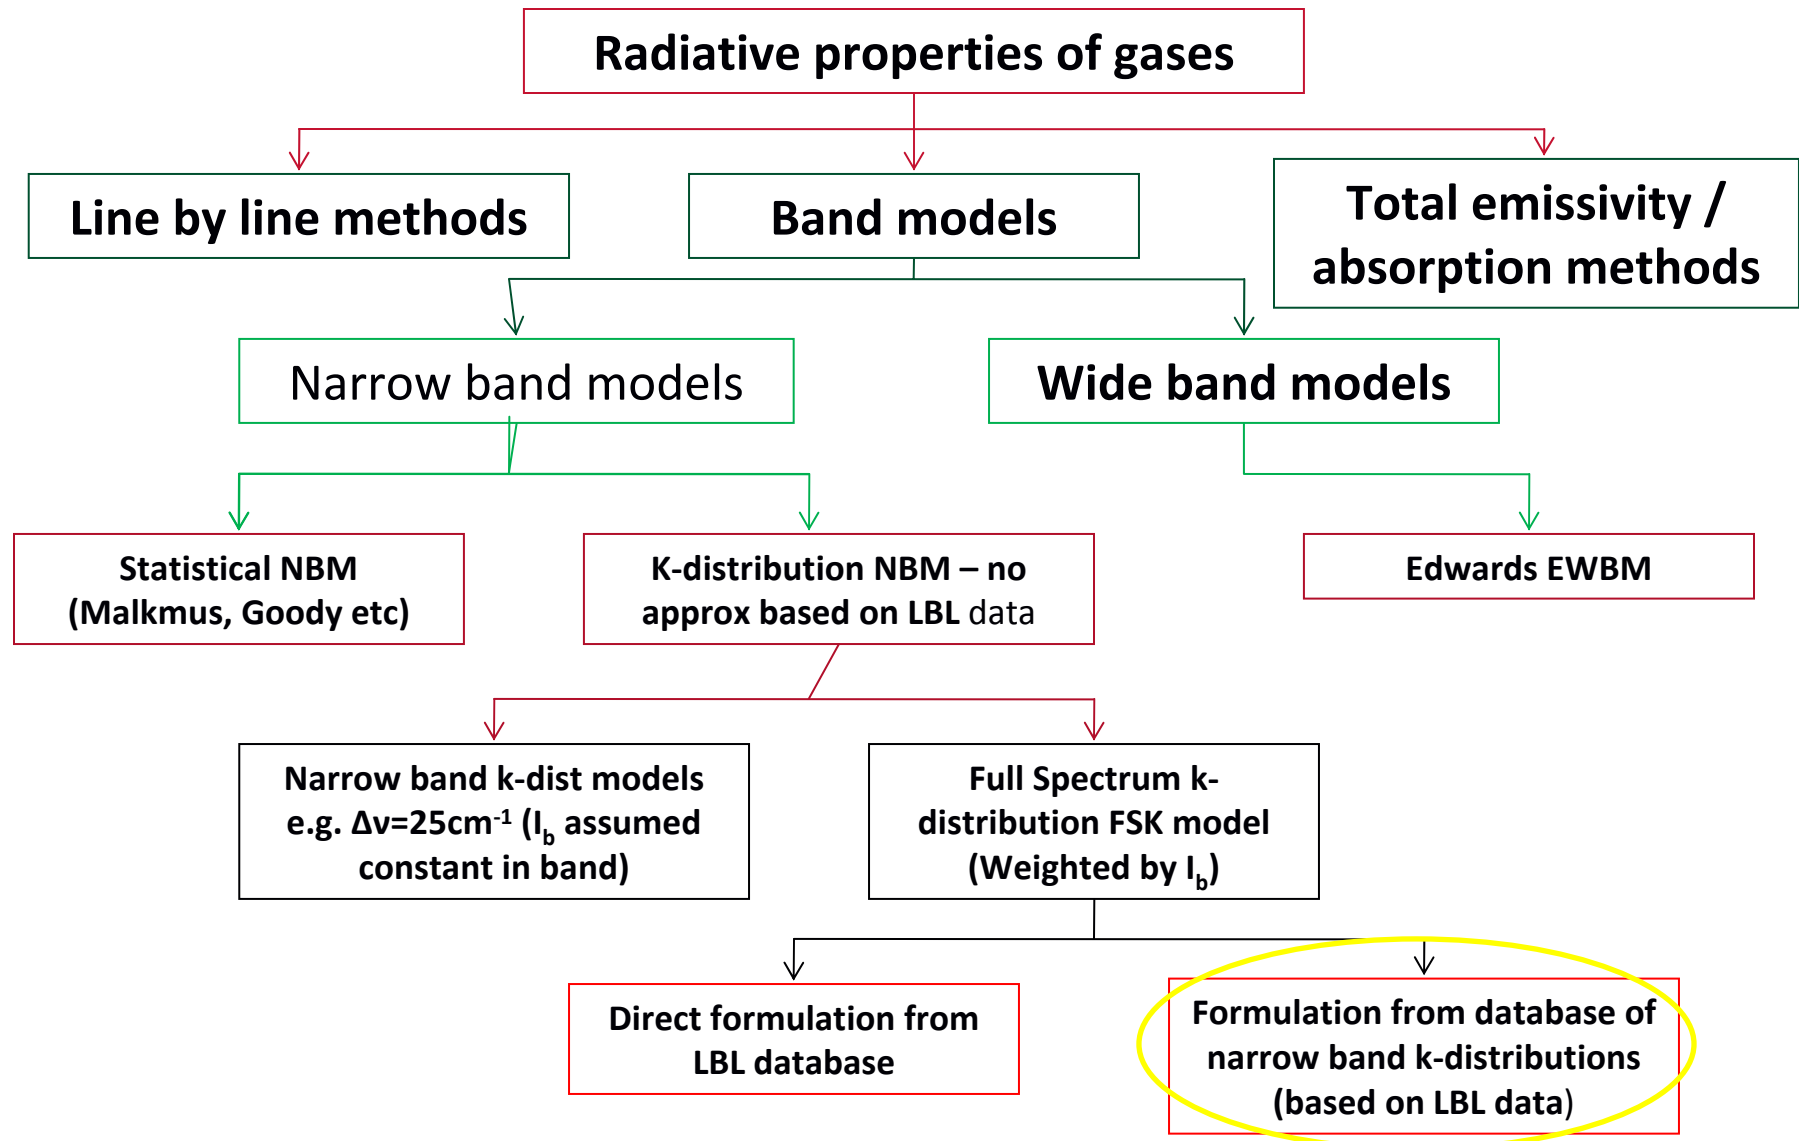 Radiative properties of gases
Line by line methods
Band models
Total emissivity /
absorption methods
Narrow band models
Wide band models
Statistical NBM
(Malkmus, Goody etc)
K-distribution NBM – no
approx based on LBL data
Edwards EWBM
Narrow band k-dist models
e.g. Δν=25cm-1 (Ib assumed
constant in band)
Full Spectrum k-
distribution FSK model
(Weighted by Ib)
Direct formulation from
LBL database
Formulation from database of
narrow band k-distributions
(based on LBL data)